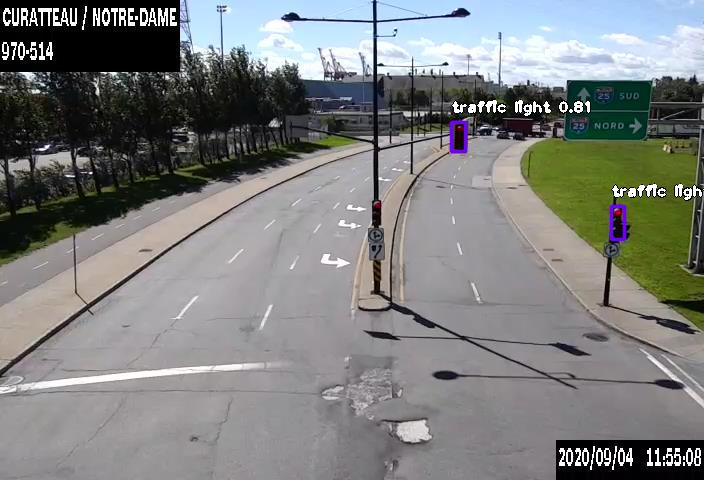 CURATTEAU / NOTRE-DAME
970-514
traffic light 0.81
25 SUD
25 NORD
traffic ligh
2020/09/04 11:55:08